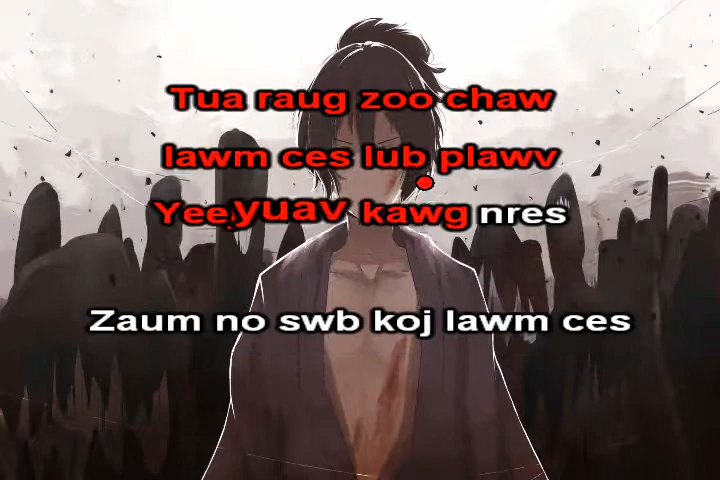 Tua raug zoo chaw
lawm ces lub plawv
Yee yuav kawg nres
Zaum no swb koj lawm ces